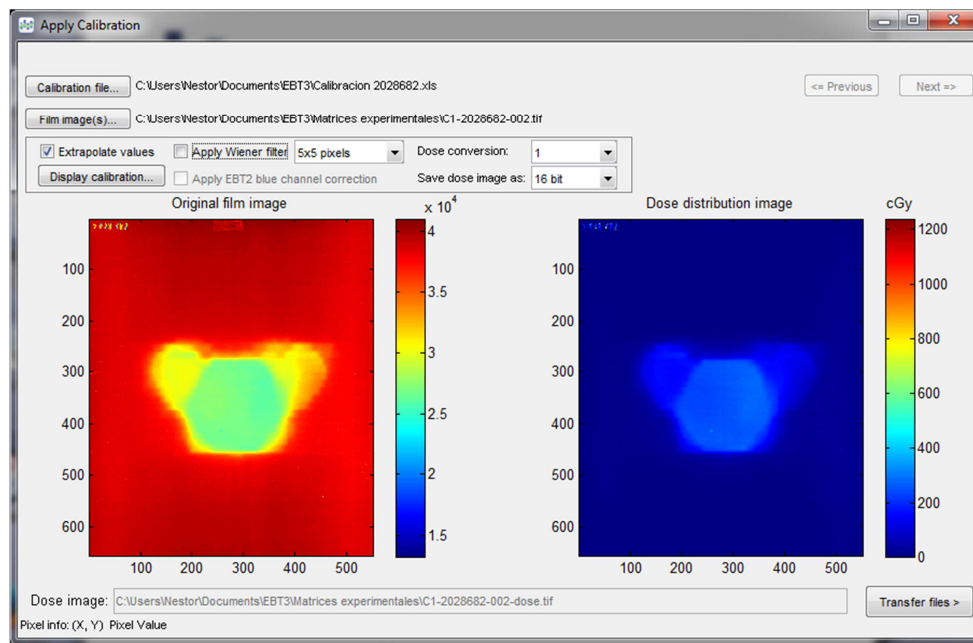 Apply Calibration
Calibration file... C:\Users\Nestor\Documents\EBT3\Calibracion 2028682.xls <= Previous Next =>
Film image(s)... C:\Users\Nestor\Documents\EBT3\Matrices experimentales\C1-2028682-002.tif
Extrapolate values Apply Wiener filter 5x5 pixels Dose conversion: 1
Display calibration... Apply EBT2 blue channel correction Save dose image as: 16 bit
Original film image x 10^4 Dose distribution image cGy
4 1200
100 100
3.5 1000
200 200
3 800
300 300
600
400 2.5 400
400
500 2 500
200
600 1.5 600
0
100 200 300 400 500 100 200 300 400 500
Dose image: C:\Users\Nestor\Documents\EBT3\Matrices experimentales\C1-2028682-002-dose.tif Transfer files >
Pixel info: (X, Y) Pixel Value